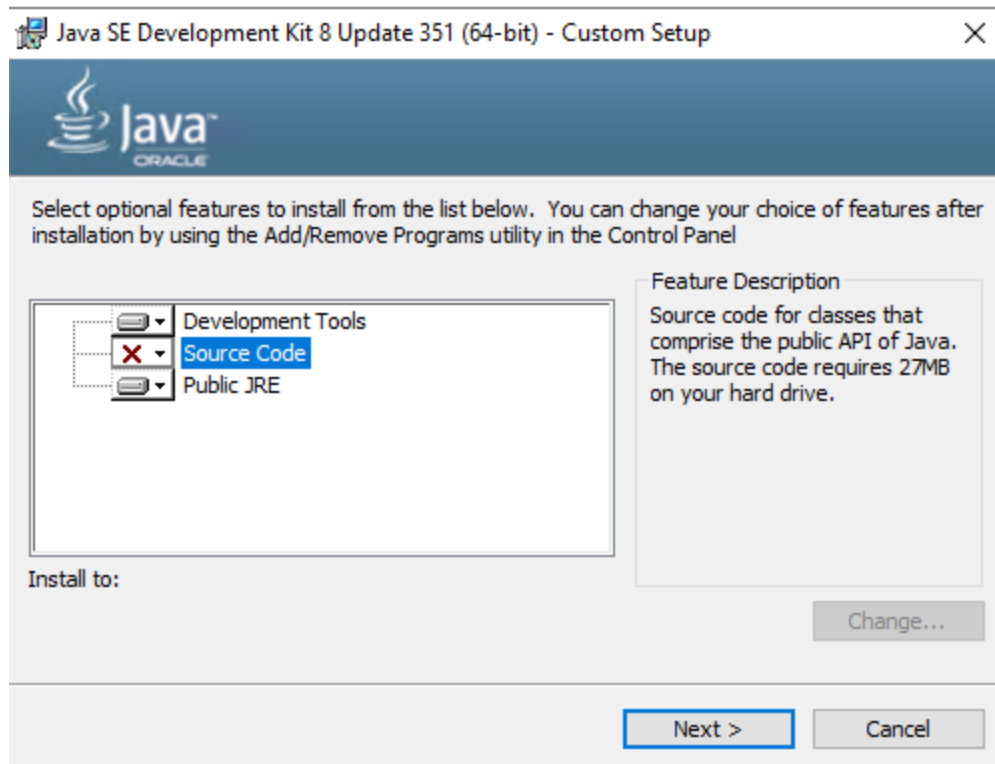 Java SE Development Kit 8 Update 351 (64-bit) - Custom Setup
Java™
ORACLE
Select optional features to install from the list below.  You can change your choice of features after
installation by using the Add/Remove Programs utility in the Control Panel
Development Tools
Source Code
Public JRE
Feature Description
Source code for classes that
comprise the public API of Java.
The source code requires 27MB
on your hard drive.
Install to:
Change...
Next >
Cancel